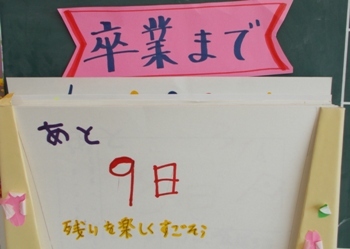 卒業まで
あと
9日
残りを楽しくすごそう